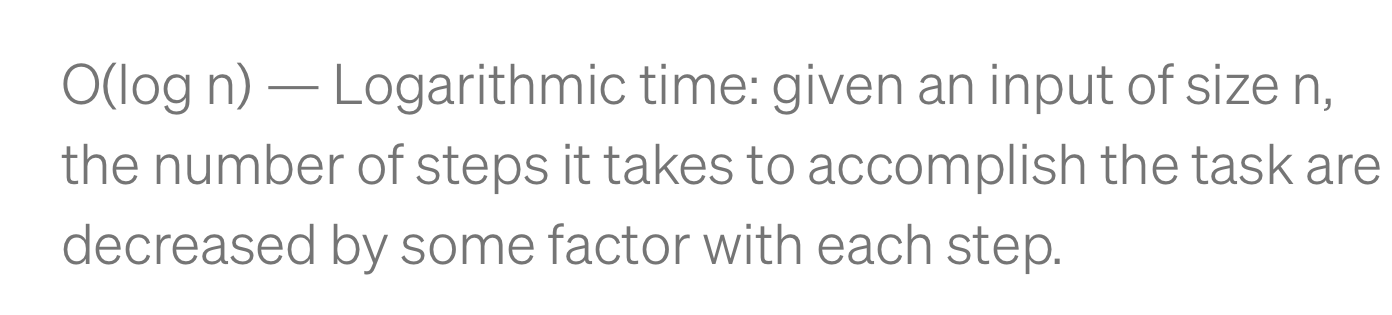 O(log n) — Logarithmic time: given an input of size n,
the number of steps it takes to accomplish the task are
decreased by some factor with each step.